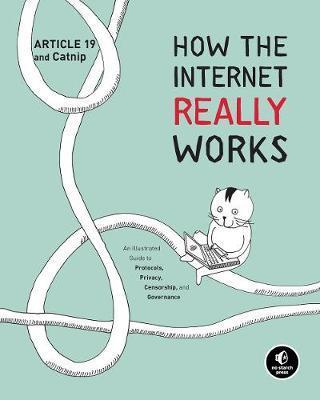 ARTICLE 19
and Catnip
HOW THE
INTERNET
REALLY
WORKS
An Illustrated
Guide to
Protocols,
Privacy,
Censorship, and
Governance
no starch
press